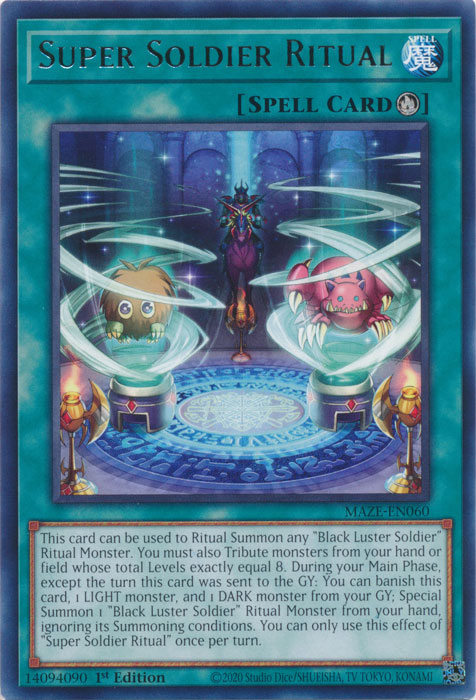 SUPER SOLDIER RITUAL
SPELL
魔
[SPELL CARD]
MAZE-EN060
This card can be used to Ritual Summon any "Black Luster Soldier"
Ritual Monster. You must also Tribute monsters from your hand or
field whose total Levels exactly equal 8. During your Main Phase,
except the turn this card was sent to the GY: You can banish this
card, 1 LIGHT monster, and 1 DARK monster from your GY; Special
Summon 1 "Black Luster Soldier" Ritual Monster from your hand,
ignoring its Summoning conditions. You can only use this effect of
"Super Soldier Ritual" once per turn.
14094090 1st Edition
©2020 Studio Dice/SHUEISHA, TV TOKYO, KONAMI